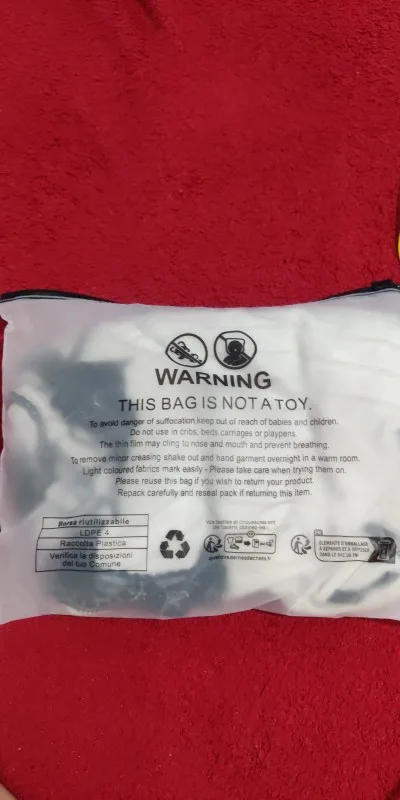 WARNING
THIS BAG IS NOT A TOY.
To avoid danger of suffocation,keep out of reach of babies and children.
Do not use in cribs, beds carriages or playpens.
The thin film may cling to nose and mouth and prevent breathing.
To remove minor creasing shake out and hand garment overnight in a warm room.
Light coloured fabrics mark easily - Please take care when trying them on.
Please reuse this bag if you wish to return your product.
Repack carefully and reseal pack if returning this item.
Borsa riutilizzabile
LDPE 4
Raccolta Plastica
Verifica le disposizioni
del tuo Comune
ÉLÉMENTS D'EMBALLAGE